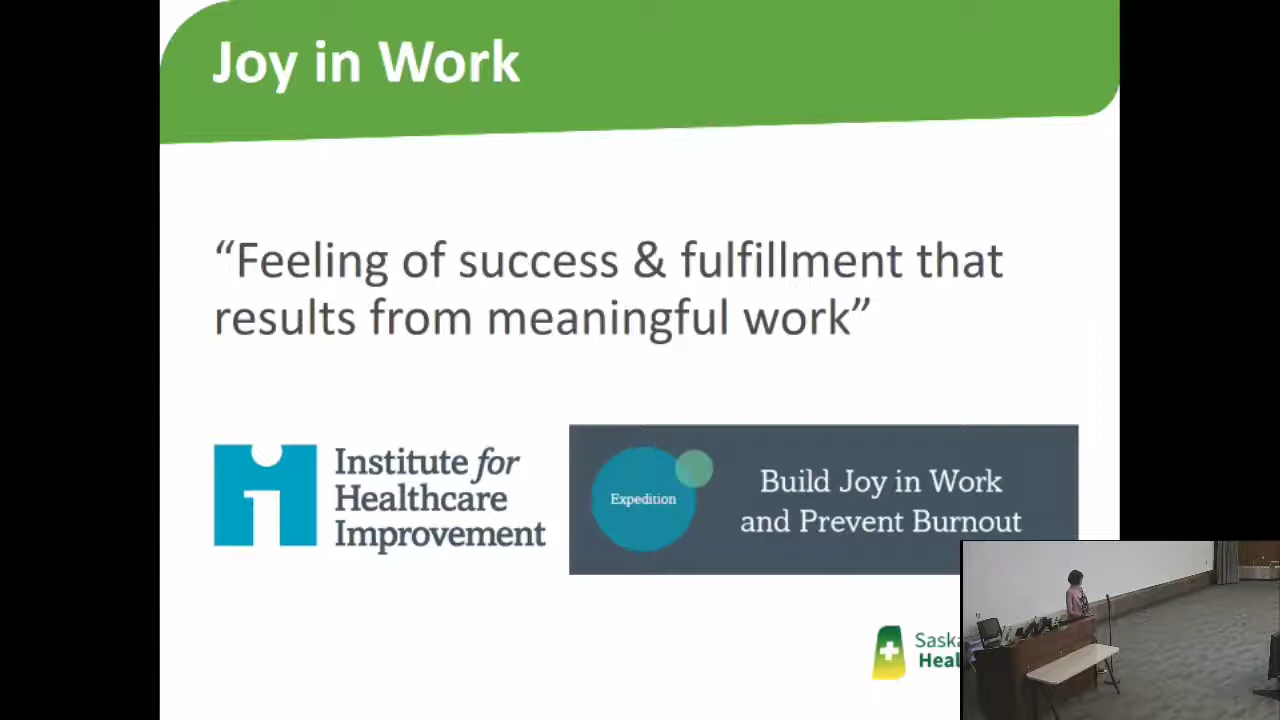 Joy in Work
“Feeling of success & fulfillment that
results from meaningful work”
Institute for
Healthcare
Improvement
Expedition
Build Joy in Work
and Prevent Burnout